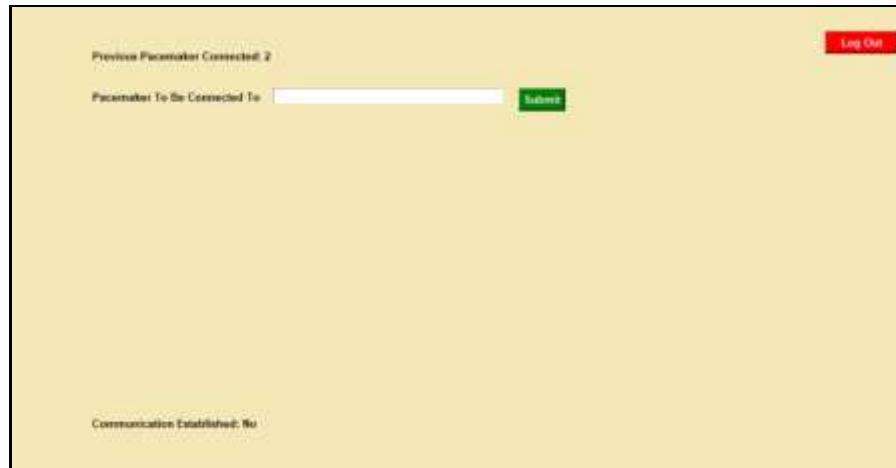 Log Out
Previous Pacemaker Connected: 2
Pacemaker To Be Connected To
Submit
Communication Established: No